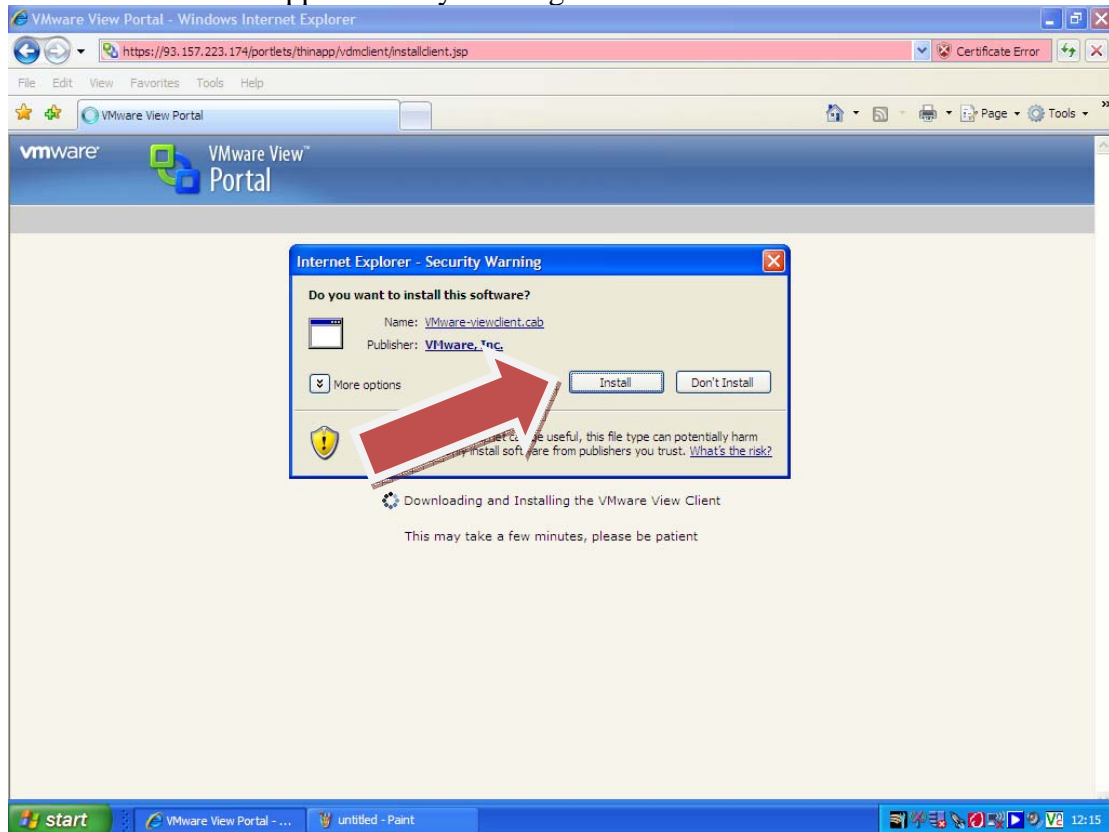 VMware View Portal - Windows Internet Explorer
https://93.157.223.174/portlets/thinapp/vdmclient/installclient.jsp
Certificate Error
File Edit View Favorites Tools Help
VMware View Portal
Page Tools
vmware VMware View™
Portal
Internet Explorer - Security Warning
Do you want to install this software?
Name: VMware-viewclient.cab
Publisher: VMware, Inc.
More options Install Don't Install
useful, this file type can potentially harm
install software from publishers you trust. What's the risk?
Downloading and Installing the VMware View Client
This may take a few minutes, please be patient
start VMware View Portal - ... untitled - Paint V2 12:15